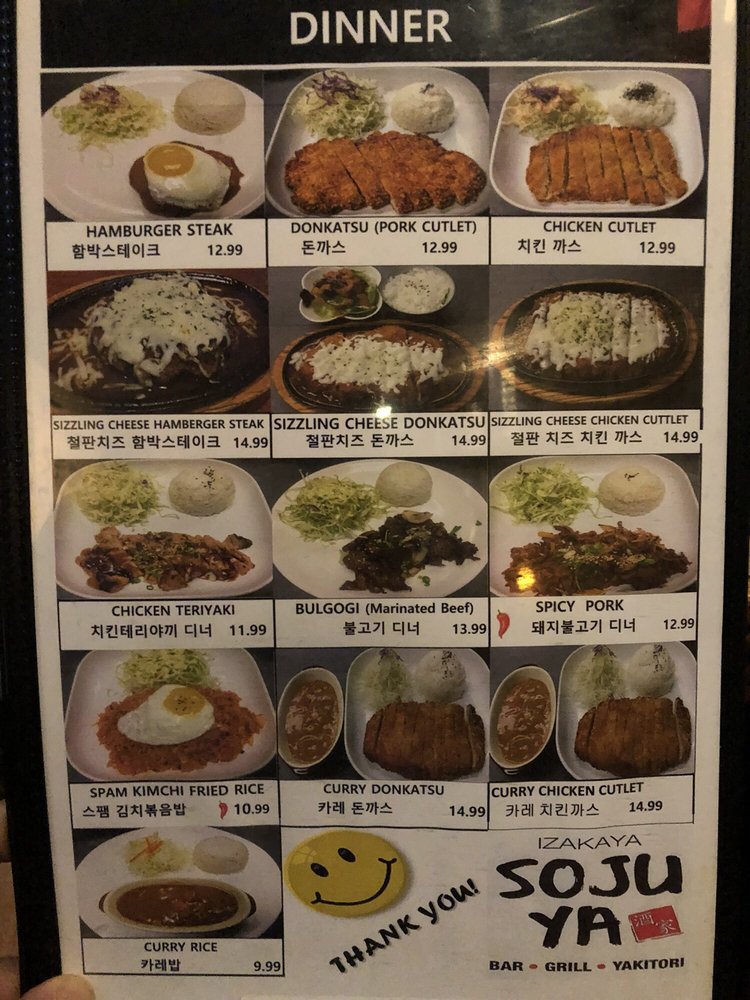 DINNER
HAMBURGER STEAK
함박스테이크 12.99
DONKATSU (PORK CUTLET)
돈까스 12.99
CHICKEN CUTLET
치킨 까스 12.99
SIZZLING CHEESE HAMBERGER STEAK
철판치즈 함박스테이크 14.99
SIZZLING CHEESE DONKATSU
철판치즈 돈까스 14.99
SIZZLING CHEESE CHICKEN CUTTLET
철판 치즈 치킨 까스 14.99
CHICKEN TERIYAKI
치킨테리야끼 디너 11.99
BULGOGI (Marinated Beef)
불고기 디너 13.99
SPICY PORK
돼지불고기 디너 12.99
SPAM KIMCHI FRIED RICE
스팸 김치볶음밥 10.99
CURRY DONKATSU
카레 돈까스 14.99
CURRY CHICKEN CUTLET
카레 치킨까스 14.99
CURRY RICE
카레밥 9.99
THANK YOU!
IZAKAYA
SOJU
YA 酒家
BAR • GRILL • YAKITORI